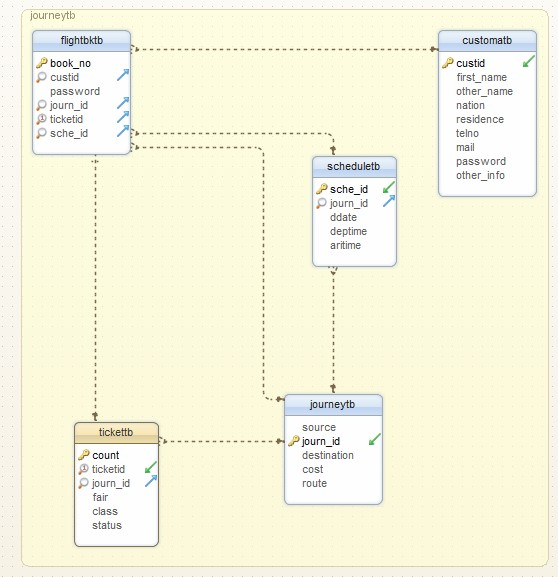 journeytb
flightbktb
book_no
custid
password
journ_id
ticketid
sche_id
customatb
custid
first_name
other_name
nation
residence
telno
mail
password
other_info
scheduletb
sche_id
journ_id
ddate
deptime
aritime
journeytb
source
journ_id
destination
cost
route
tickettb
count
ticketid
journ_id
fair
class
status